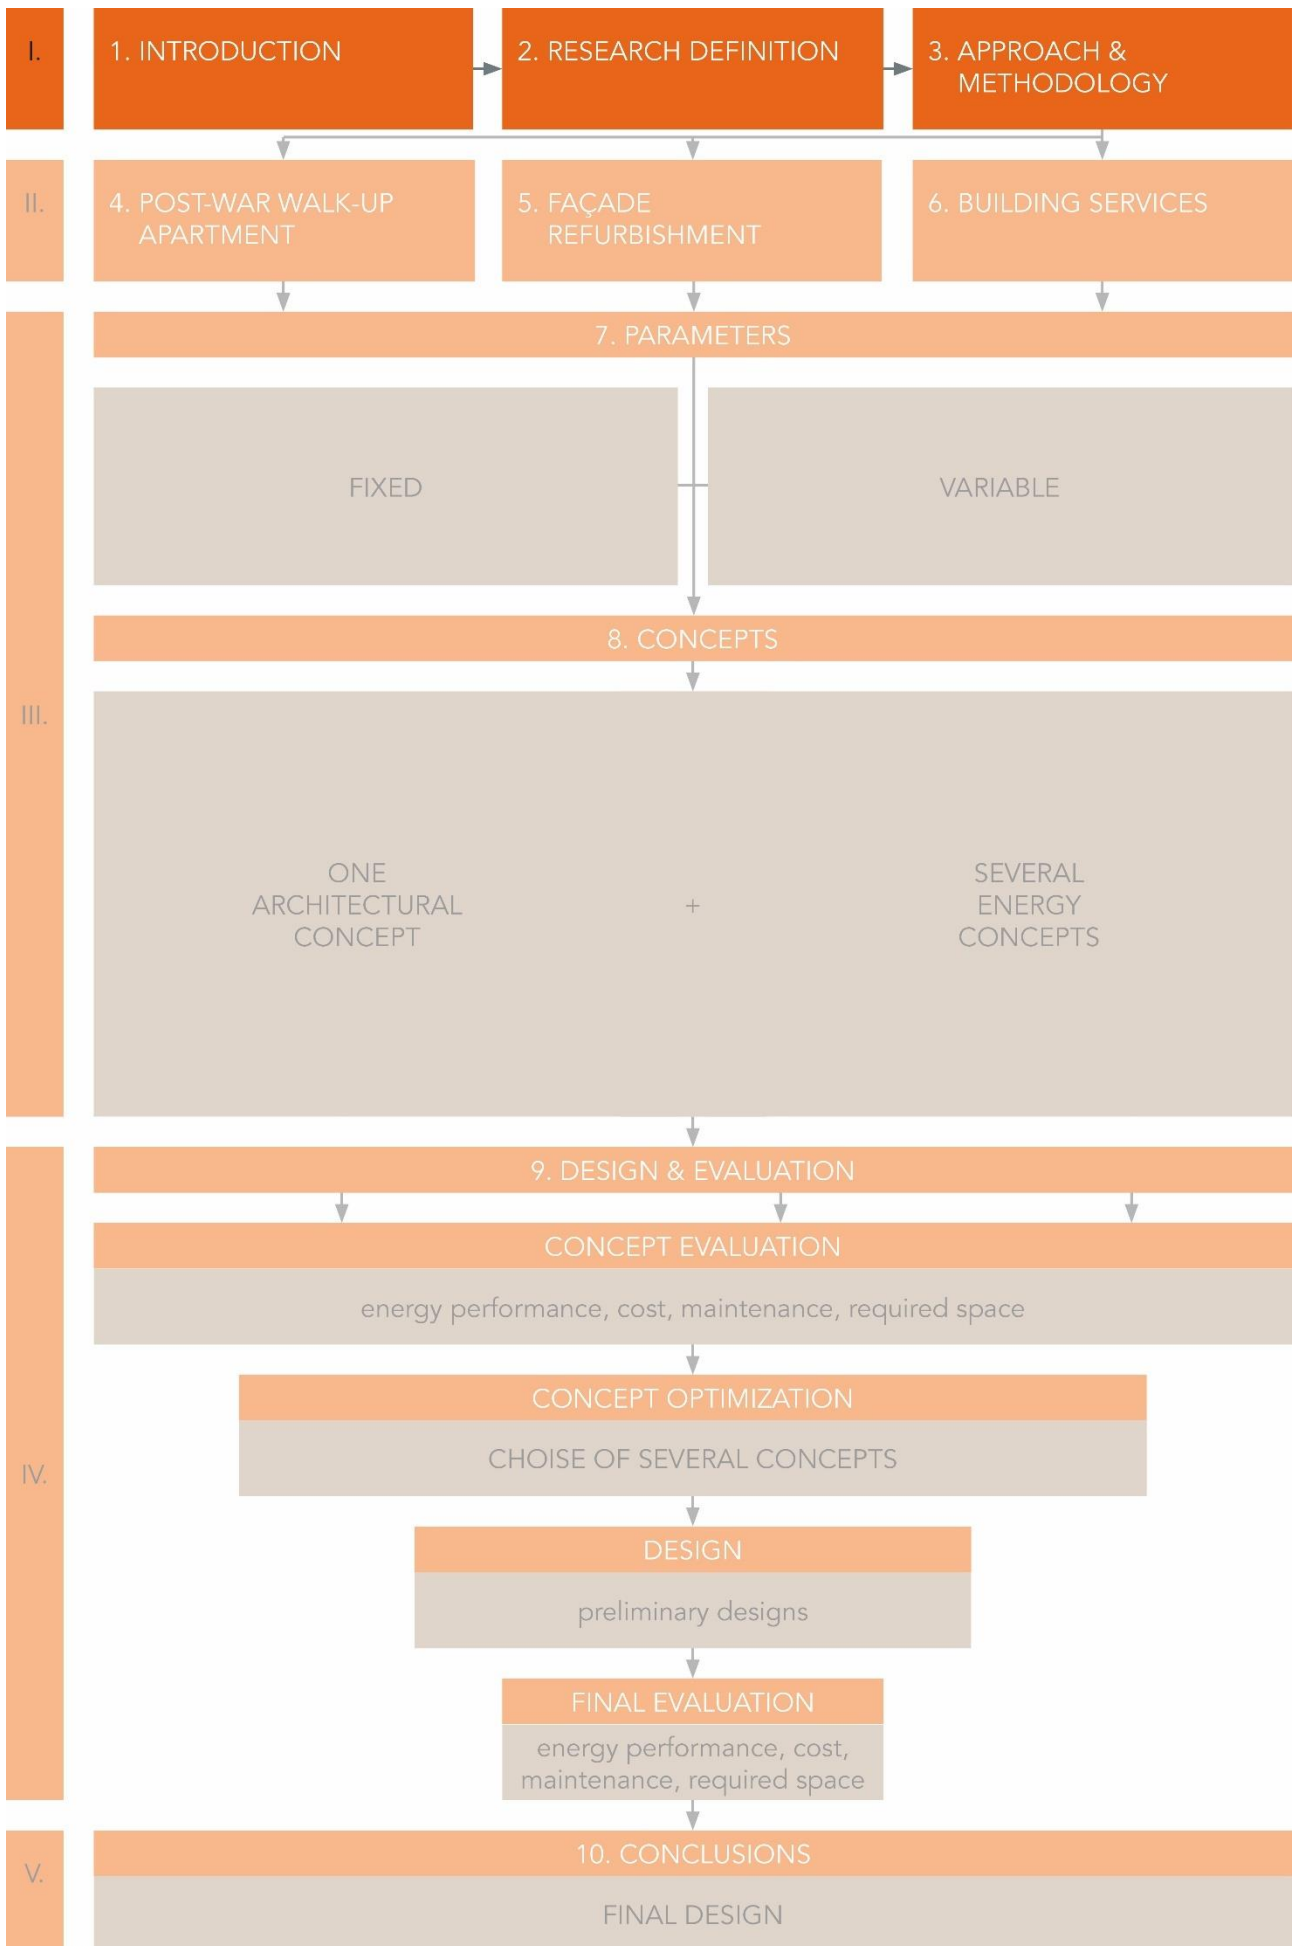 I.
1. INTRODUCTION
2. RESEARCH DEFINITION
3. APPROACH &
METHODOLOGY
II.
4. POST-WAR WALK-UP
APARTMENT
5. FAÇADE
REFURBISHMENT
6. BUILDING SERVICES
III.
7. PARAMETERS
FIXED
VARIABLE
8. CONCEPTS
ONE
ARCHITECTURAL
CONCEPT
+
SEVERAL
ENERGY
CONCEPTS
IV.
9. DESIGN & EVALUATION
CONCEPT EVALUATION
energy performance, cost, maintenance, required space
CONCEPT OPTIMIZATION
CHOISE OF SEVERAL CONCEPTS
DESIGN
preliminary designs
FINAL EVALUATION
energy performance, cost,
maintenance, required space
V.
10. CONCLUSIONS
FINAL DESIGN